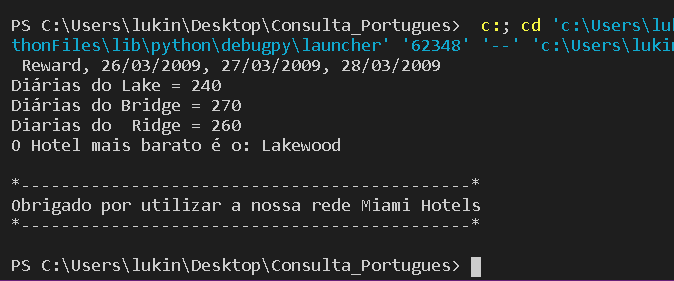 PS C:\Users\lukin\Desktop\Consulta_Portugues>  c:; cd 'c:\Users\luk
thonFiles\lib\python\debugpy\launcher' '62348' '--' 'c:\Users\lukin
 Reward, 26/03/2009, 27/03/2009, 28/03/2009
Diárias do Lake = 240
Diárias do Bridge = 270
Diarias do  Ridge = 260
O Hotel mais barato é o: Lakewood
*---------------------------------------------*
Obrigado por utilizar a nossa rede Miami Hotels
*---------------------------------------------*
PS C:\Users\lukin\Desktop\Consulta_Portugues>